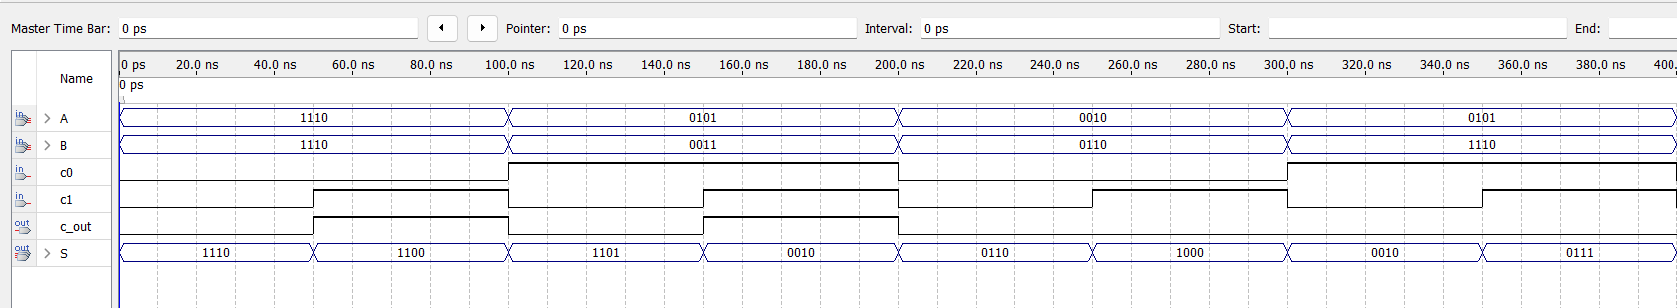 Master Time Bar: 0 ps Pointer: 0 ps Interval: 0 ps Start: End:
Name
0 ps 20.0 ns 40.0 ns 60.0 ns 80.0 ns 100.0 ns 120.0 ns 140.0 ns 160.0 ns 180.0 ns 200.0 ns 220.0 ns 240.0 ns 260.0 ns 280.0 ns 300.0 ns 320.0 ns 340.0 ns 360.0 ns 380.0 ns 400.
0 ps
in A 1110 0101 0010 0101
in B 1110 0011 0110 1110
in c0
in c1
out c_out
out S 1110 1100 1101 0010 0110 1000 0010 0111